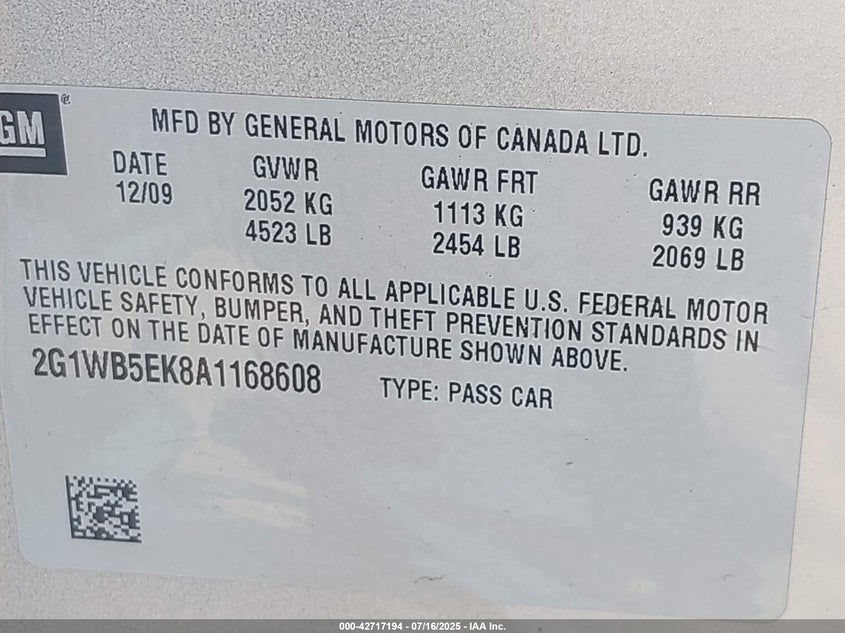 GM®
MFD BY GENERAL MOTORS OF CANADA LTD.
DATE GVWR GAWR FRT GAWR RR
12/09 2052 KG 1113 KG 939 KG
4523 LB 2454 LB 2069 LB
THIS VEHICLE CONFORMS TO ALL APPLICABLE U.S. FEDERAL MOTOR
VEHICLE SAFETY, BUMPER, AND THEFT PREVENTION STANDARDS IN
EFFECT ON THE DATE OF MANUFACTURE SHOWN ABOVE.
2G1WB5EK8A1168608 TYPE: PASS CAR
000-42717194 - 07/16/2025 - IAA Inc.